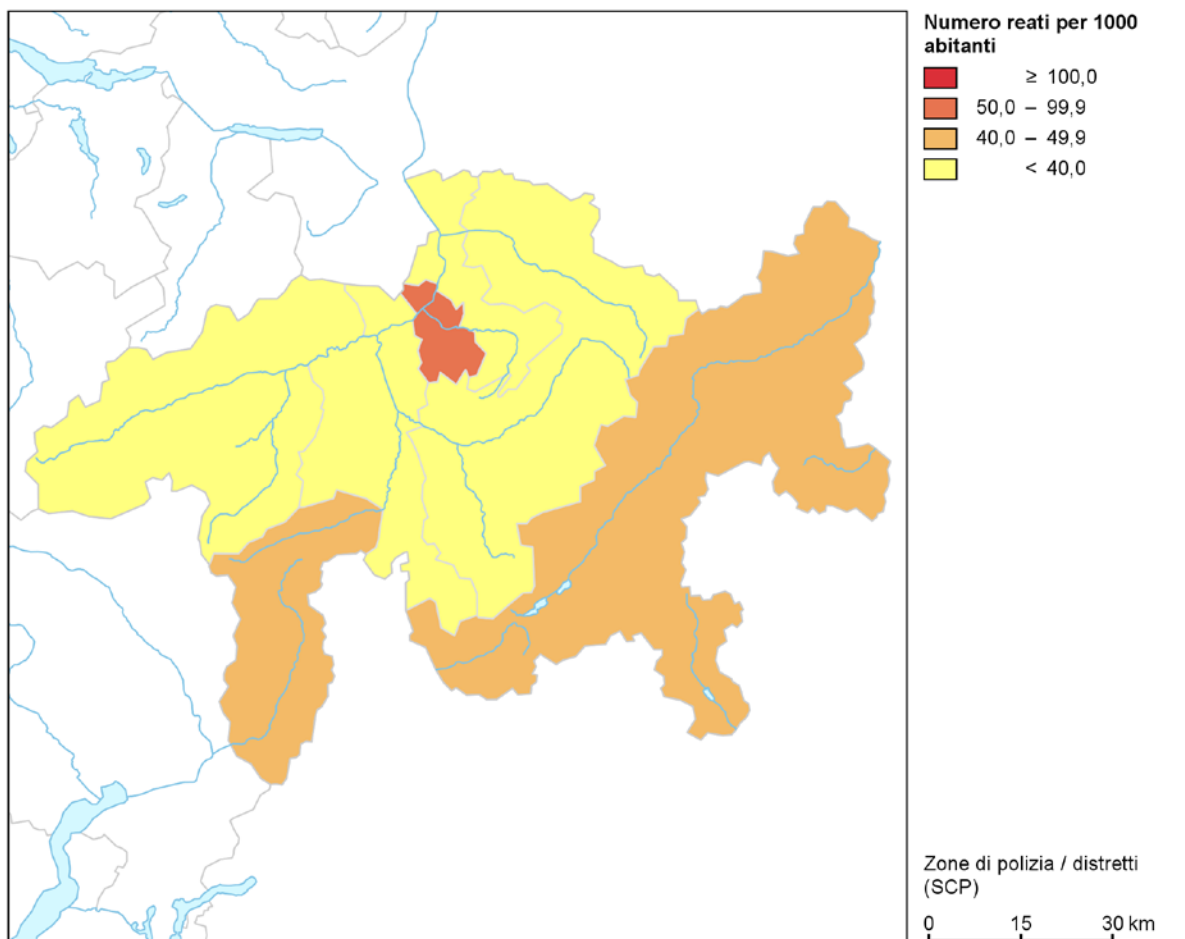 Numero reati per 1000
abitanti
≥ 100,0
50,0 – 99,9
40,0 – 49,9
< 40,0
Zone di polizia / distretti
(SCP)
0 15 30 km